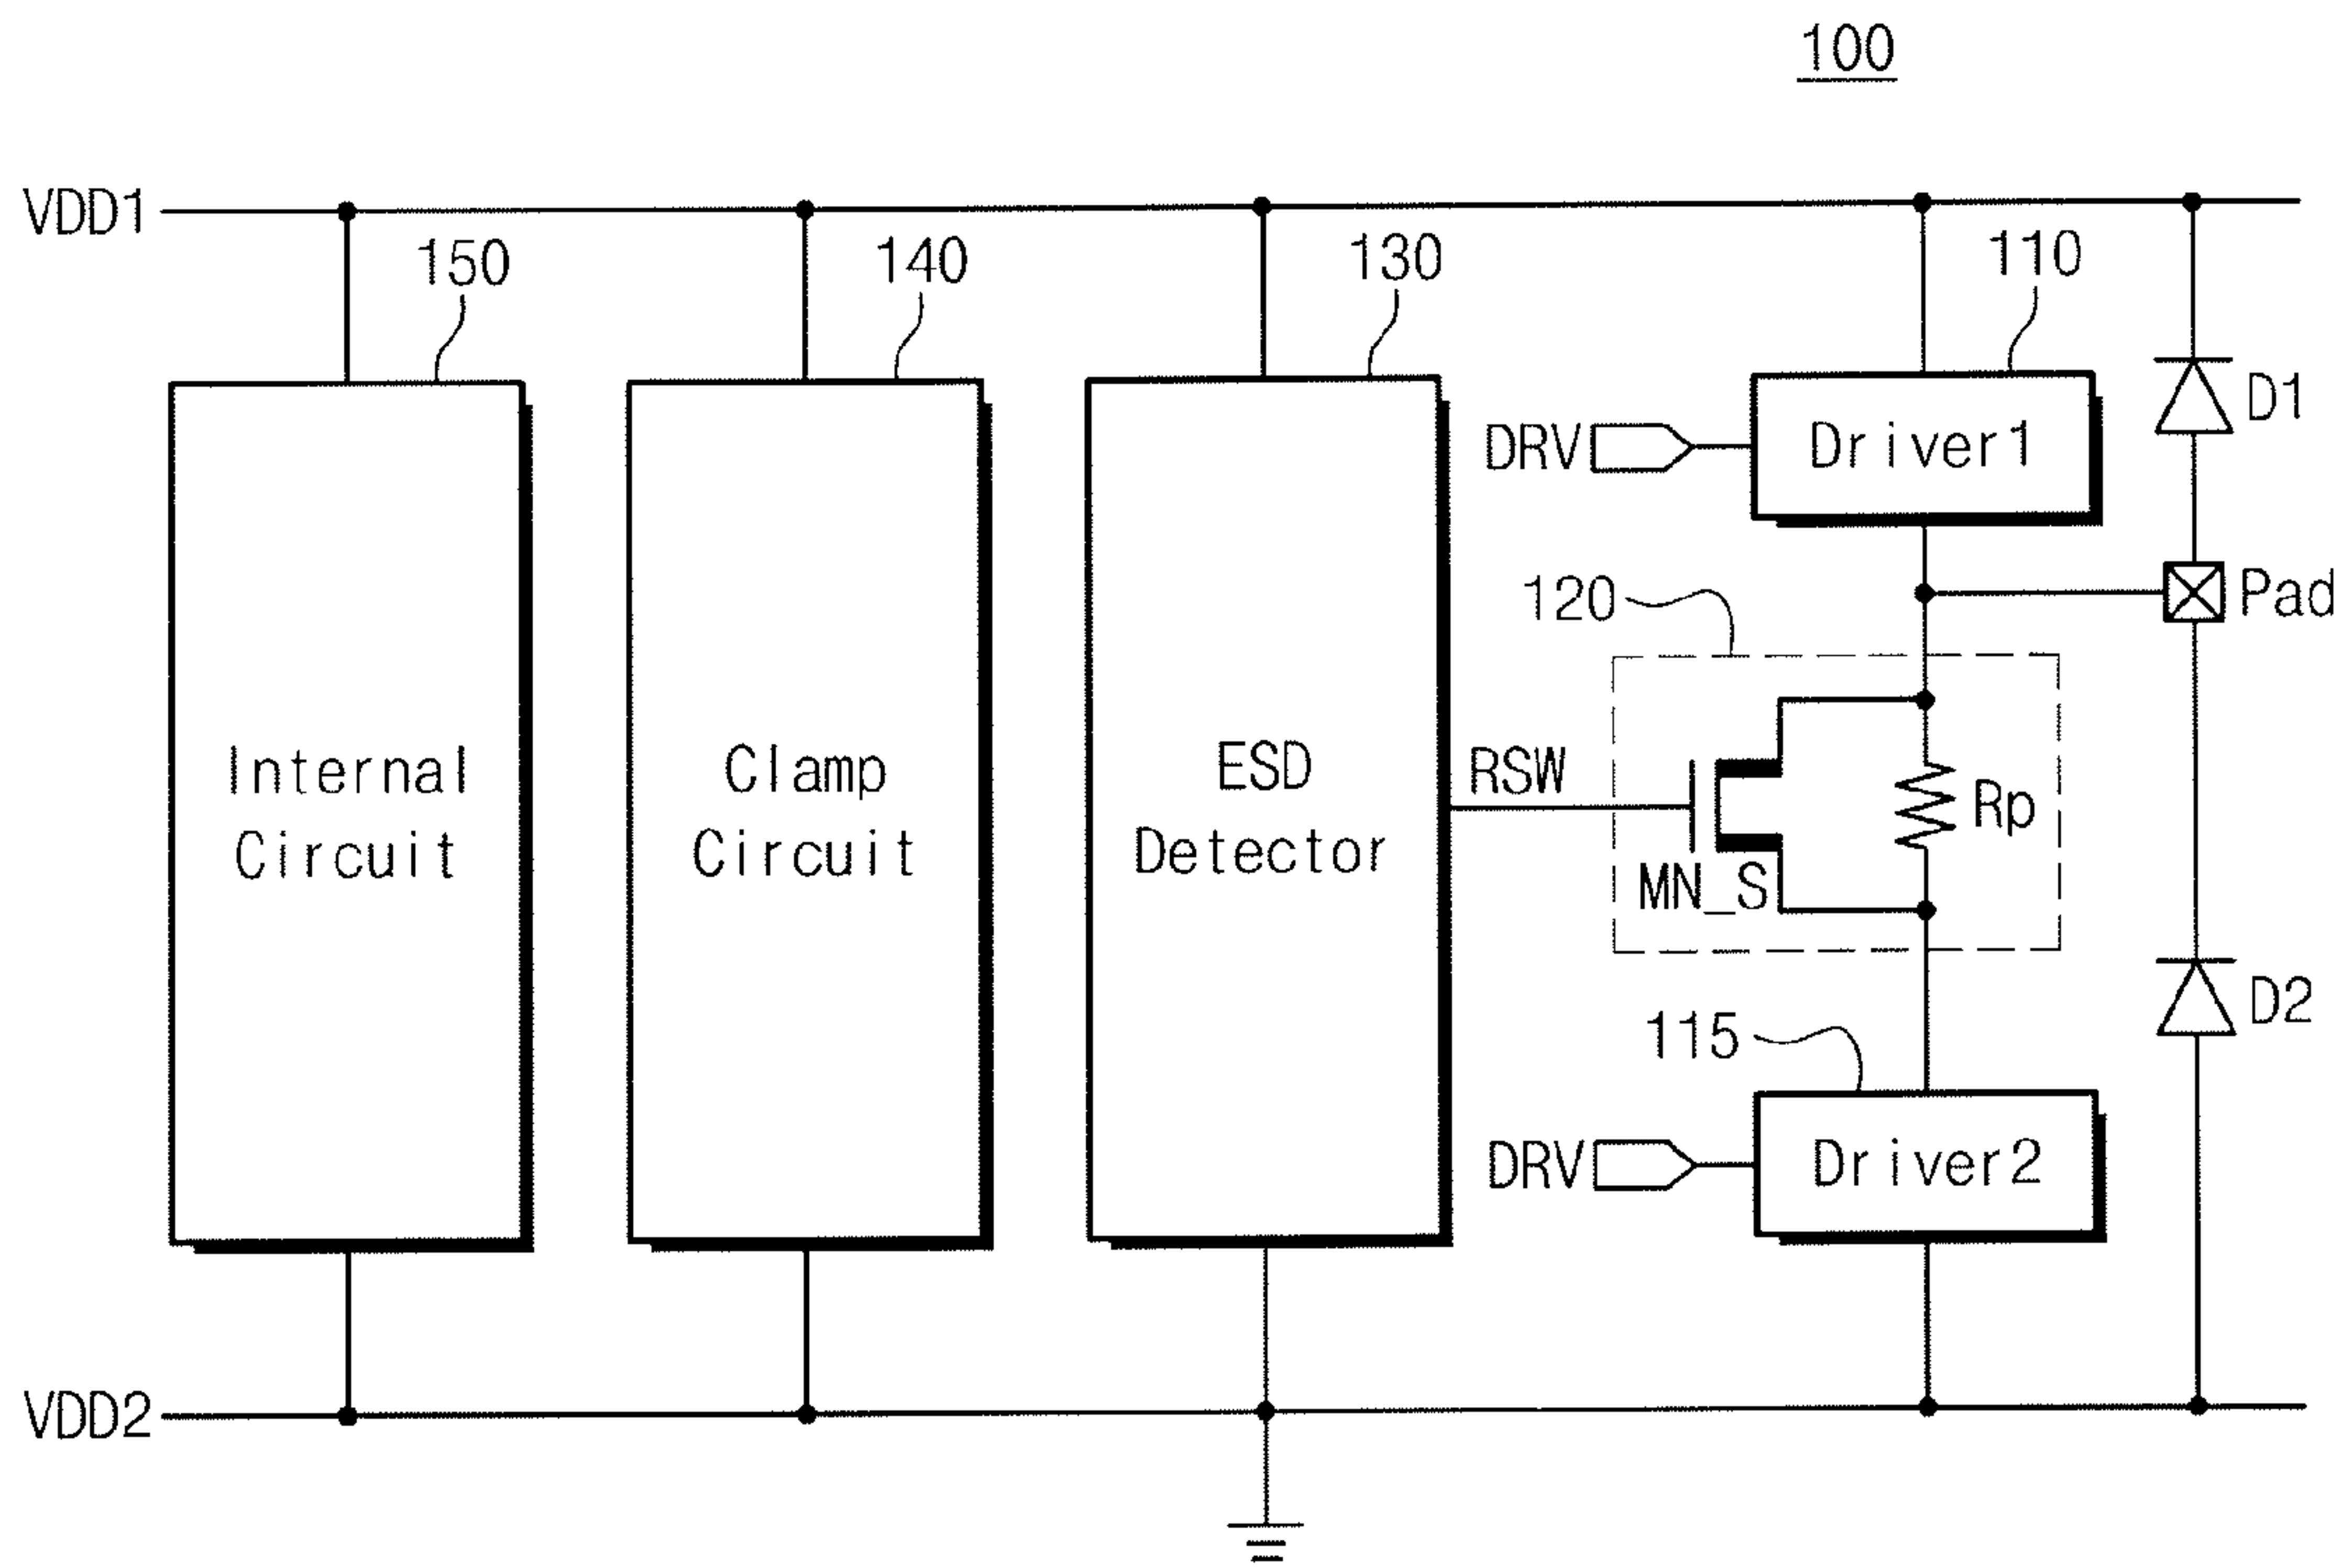 100
VDD1
150
140
130
110
D1
DRV
Driver1
120
Pad
Internal
Circuit
Clamp
Circuit
ESD
Detector
RSW
Rp
MN_S
D2
115
DRV
Driver2
VDD2